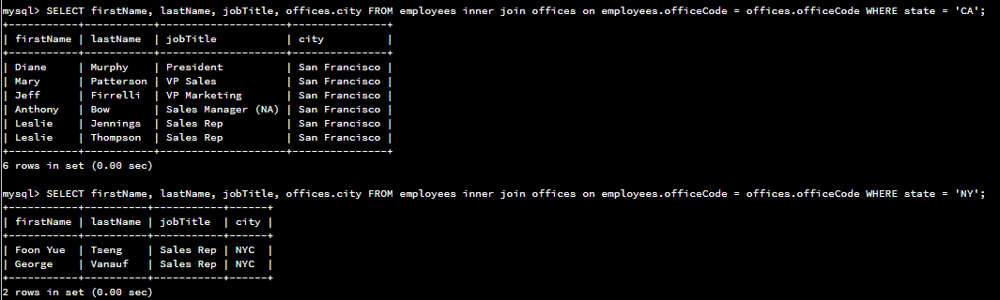 mysql> SELECT firstName, lastName, jobTitle, offices.city FROM employees inner join offices on employees.officeCode = offices.officeCode WHERE state = 'CA';
+-----------+-----------+--------------------+---------------+
| firstName | lastName  | jobTitle           | city          |
+-----------+-----------+--------------------+---------------+
| Diane     | Murphy    | President          | San Francisco |
| Mary      | Patterson | VP Sales           | San Francisco |
| Jeff      | Firrelli  | VP Marketing       | San Francisco |
| Anthony   | Bow       | Sales Manager (NA) | San Francisco |
| Leslie    | Jennings  | Sales Rep          | San Francisco |
| Leslie    | Thompson  | Sales Rep          | San Francisco |
+-----------+-----------+--------------------+---------------+
6 rows in set (0.00 sec)
mysql> SELECT firstName, lastName, jobTitle, offices.city FROM employees inner join offices on employees.officeCode = offices.officeCode WHERE state = 'NY';
+-----------+----------+-----------+------+
| firstName | lastName | jobTitle  | city |
+-----------+----------+-----------+------+
| Foon Yue  | Tseng    | Sales Rep | NYC  |
| George    | Vanauf   | Sales Rep | NYC  |
+-----------+----------+-----------+------+
2 rows in set (0.00 sec)